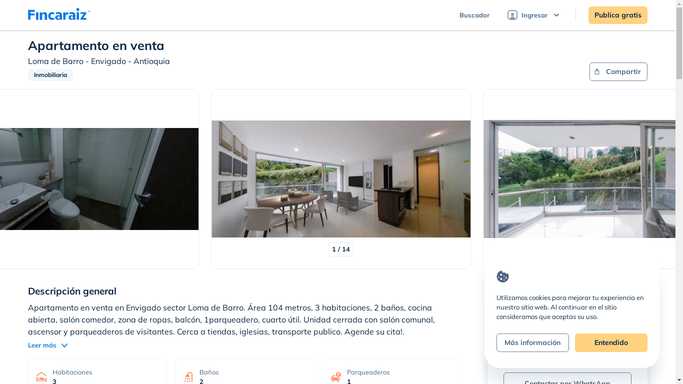 Fincaraiz
Buscador
Ingresar
Publica gratis
Apartamento en venta
Loma de Barro - Envigado - Antioquia
Inmobiliaria
Compartir
1 / 14
Descripción general
Apartamento en venta en Envigado sector Loma de Barro. Área 104 metros, 3 habitaciones, 2 baños, cocina
abierta, salón comedor, zona de ropas, balcón, 1parqueadero, cuarto útil. Unidad cerrada con salón comunal,
ascensor y parqueaderos de visitantes. Cerca a tiendas, iglesias, transporte publico. Agende su cita!.
Leer más
Habitaciones
3
Baños
2
Parqueaderos
1
Utilizamos cookies para mejorar tu experiencia en
nuestro sitio web. Al continuar en el sitio
consideramos que aceptas su uso.
Más información
Entendido
Contactar por WhatsApp